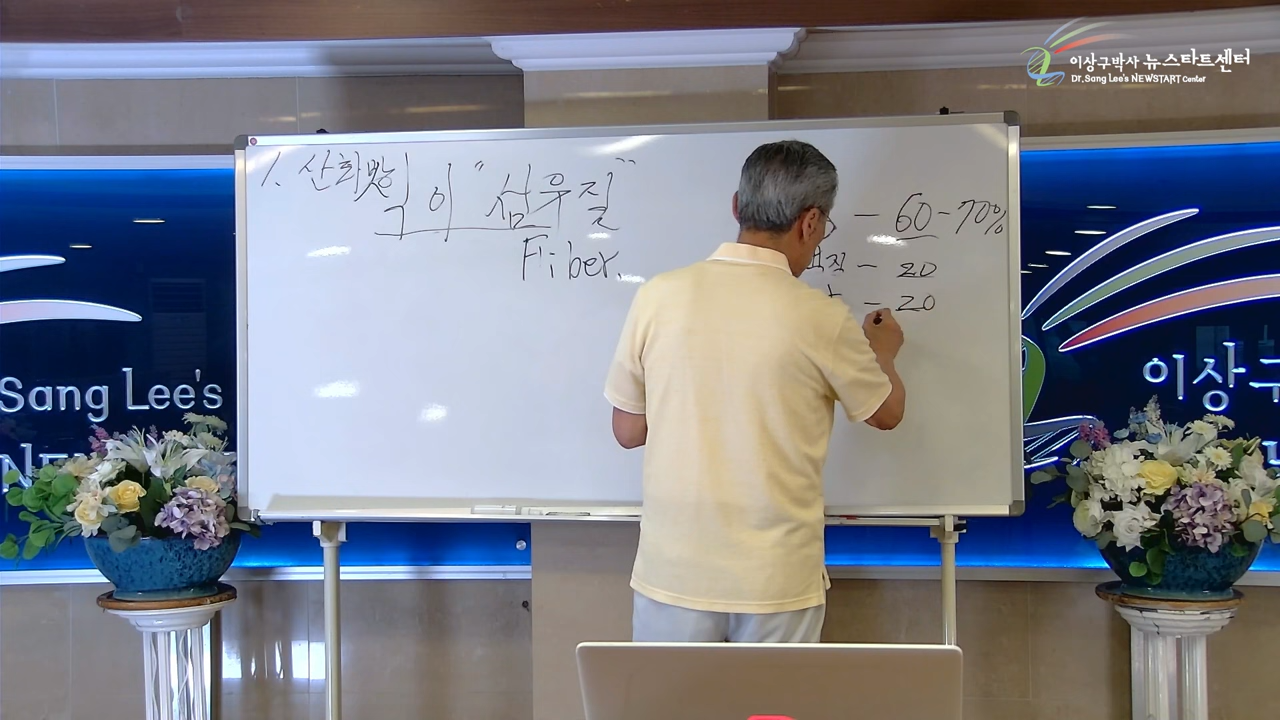 이상구박사 뉴스타트센터
Dr. Sang Lee's NEWSTART Center
1. 산화방
의 "섬유질"
Fiber.
- 60-70%
- 20
- 20
Sang Lee's
이상구